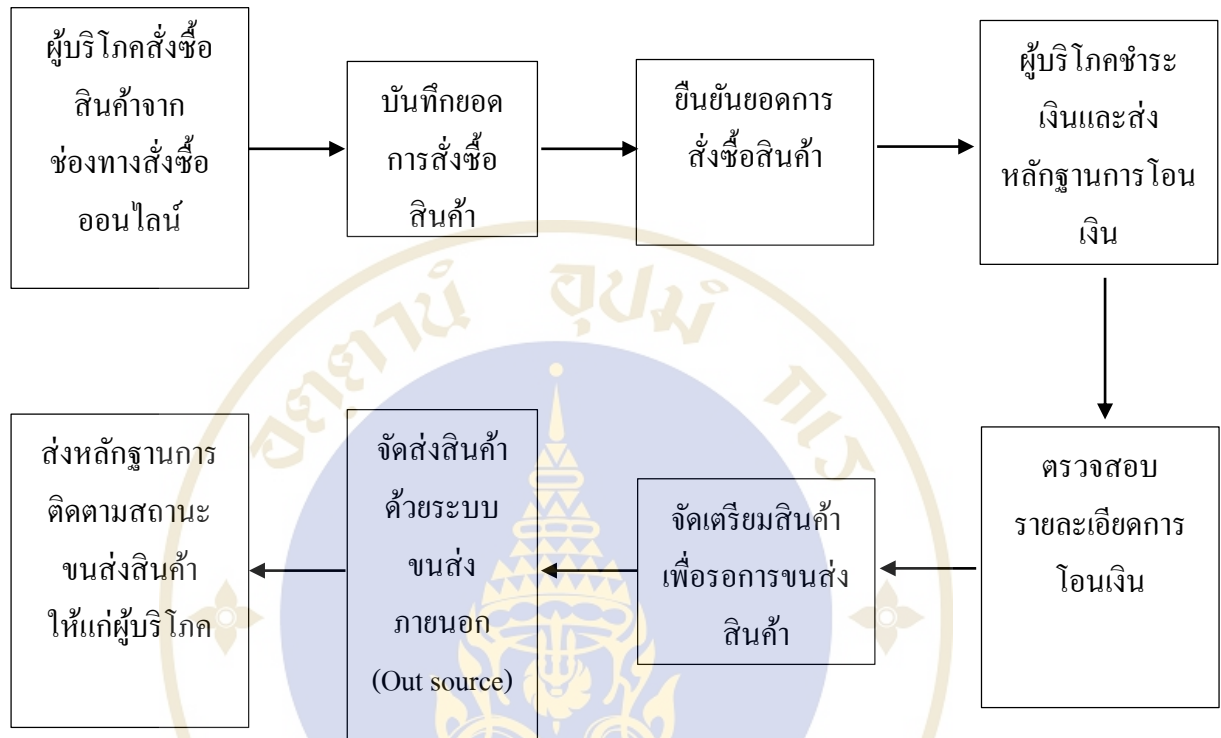 ผู้บริโภคสั่งซื้อ
สินค้าจาก
ช่องทางสั่งซื้อ
ออนไลน์
บันทึกยอด
การสั่งซื้อ
สินค้า
ยืนยันยอดการ
สั่งซื้อสินค้า
ผู้บริโภคชำระ
เงินและส่ง
หลักฐานการโอน
เงิน
ตรวจสอบ
รายละเอียดการ
โอนเงิน
จัดเตรียมสินค้า
เพื่อรอการขนส่ง
สินค้า
จัดส่งสินค้า
ด้วยระบบ
ขนส่ง
ภายนอก
(Out source)
ส่งหลักฐานการ
ติดตามสถานะ
ขนส่งสินค้า
ให้แก่ผู้บริโภค
อตฺตานํ อุปมํ กเร